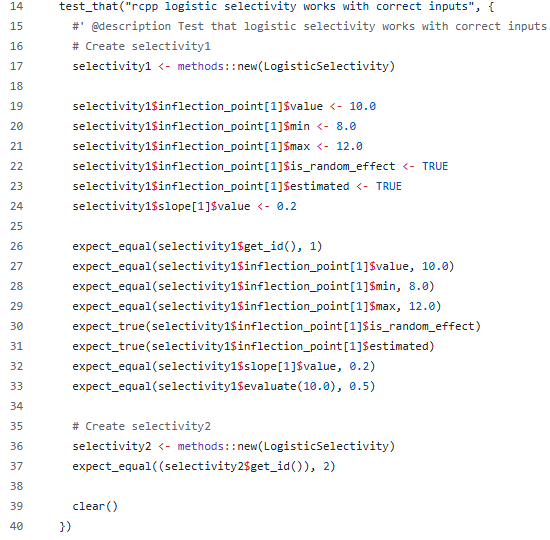 14 test_that("rcpp logistic selectivity works with correct inputs", {
15 #' @description Test that logistic selectivity works with correct inputs
16 # Create selectivity1
17 selectivity1 <- methods::new(LogisticSelectivity)
18
19 selectivity1$inflection_point[1]$value <- 10.0
20 selectivity1$inflection_point[1]$min <- 8.0
21 selectivity1$inflection_point[1]$max <- 12.0
22 selectivity1$inflection_point[1]$is_random_effect <- TRUE
23 selectivity1$inflection_point[1]$estimated <- TRUE
24 selectivity1$slope[1]$value <- 0.2
25
26 expect_equal(selectivity1$get_id(), 1)
27 expect_equal(selectivity1$inflection_point[1]$value, 10.0)
28 expect_equal(selectivity1$inflection_point[1]$min, 8.0)
29 expect_equal(selectivity1$inflection_point[1]$max, 12.0)
30 expect_true(selectivity1$inflection_point[1]$is_random_effect)
31 expect_true(selectivity1$inflection_point[1]$estimated)
32 expect_equal(selectivity1$slope[1]$value, 0.2)
33 expect_equal(selectivity1$evaluate(10.0), 0.5)
34
35 # Create selectivity2
36 selectivity2 <- methods::new(LogisticSelectivity)
37 expect_equal((selectivity2$get_id()), 2)
38
39 clear()
40 })